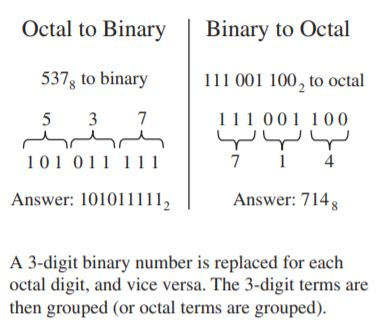 Octal to Binary
537₈ to binary
5 3 7
101 011 111
Answer: 101011111₂
Binary to Octal
111 001 100₂ to octal
111 001 100
7 1 4
Answer: 714₈
A 3-digit binary number is replaced for each
octal digit, and vice versa. The 3-digit terms are
then grouped (or octal terms are grouped).